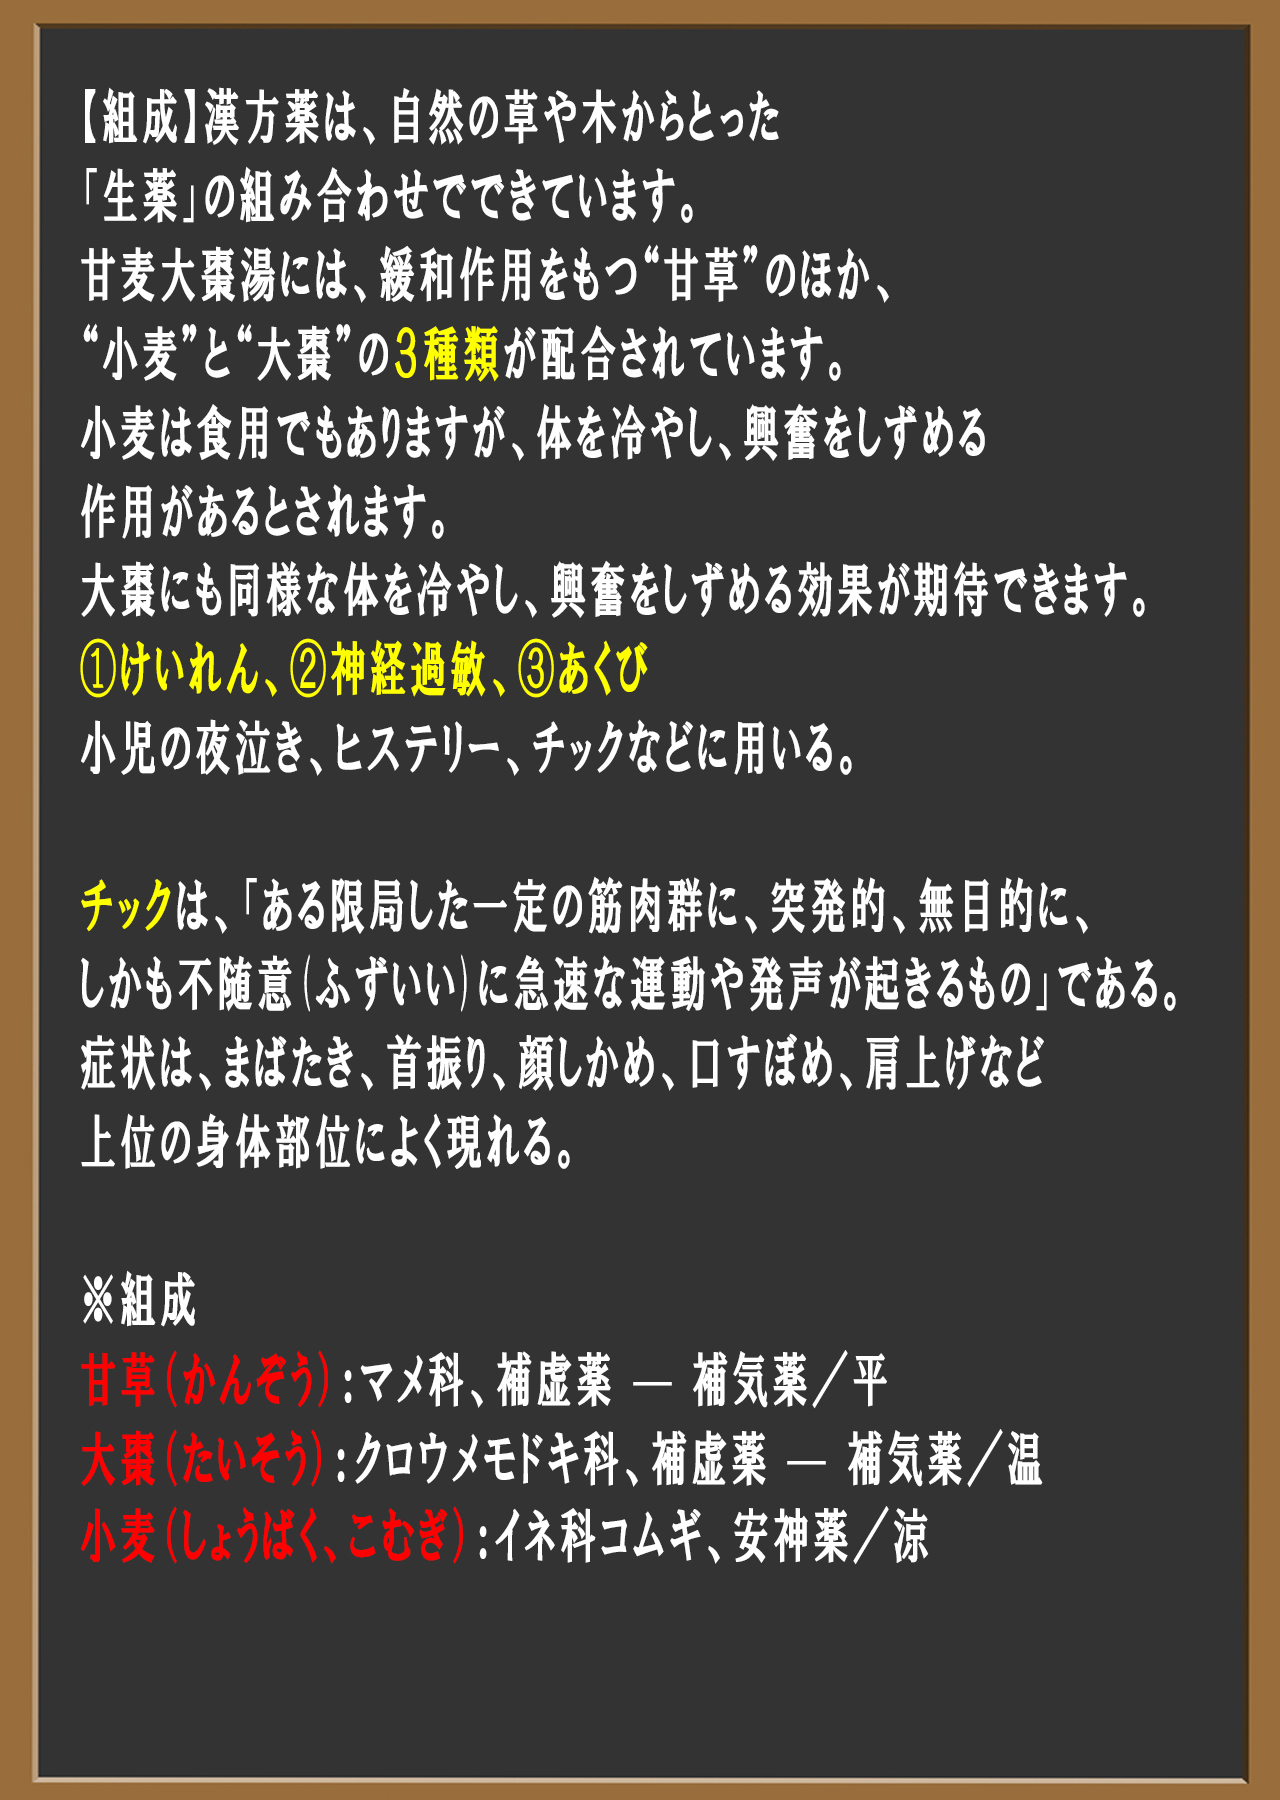 【組成】漢方薬は、自然の草や木からとった
「生薬」の組み合わせでできています。
甘麦大棗湯には、緩和作用をもつ“甘草”のほか、
“小麦”と“大棗”の３種類が配合されています。
小麦は食用でもありますが、体を冷やし、興奮をしずめる
作用があるとされます。
大棗にも同様な体を冷やし、興奮をしずめる効果が期待できます。
①けいれん、②神経過敏、③あくび
小児の夜泣き、ヒステリー、チックなどに用いる。
チックは、「ある限局した一定の筋肉群に、突発的、無目的に、
しかも不随意(ふずいい)に急速な運動や発声が起きるもの」である。
症状は、まばたき、首振り、顔しかめ、口すぼめ、肩上げなど
上位の身体部位によく現れる。
※組成
甘草(かんぞう)：マメ科、補虚薬 ― 補気薬／平
大棗(たいそう)：クロウメモドキ科、補虚薬 ― 補気薬／温
小麦(しょうばく、こむぎ)：イネ科コムギ、安神薬／涼